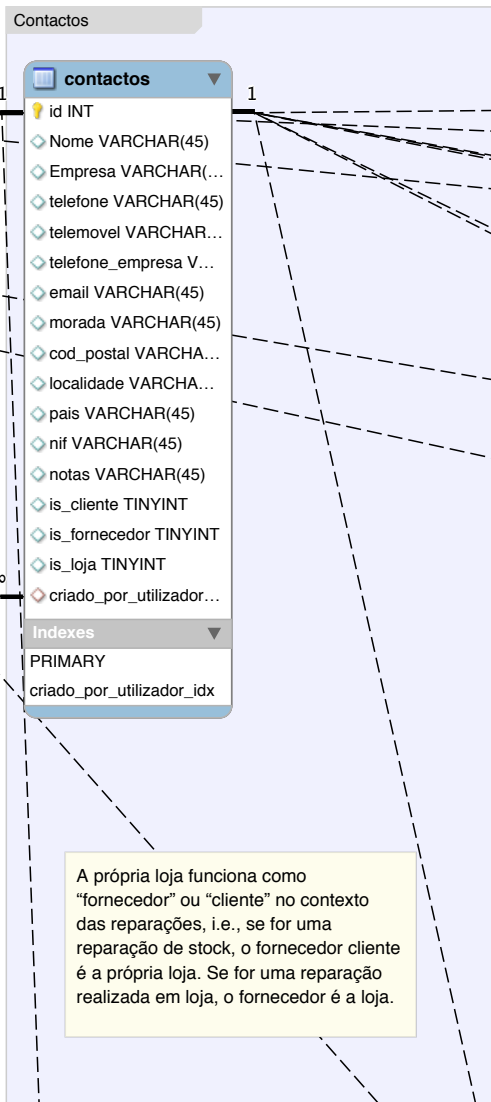 Contactos
contactos
1
1
id INT
Nome VARCHAR(45)
Empresa VARCHAR(...
telefone VARCHAR(45)
telemovel VARCHAR...
telefone_empresa V...
email VARCHAR(45)
morada VARCHAR(45)
cod_postal VARCHA...
localidade VARCHA...
pais VARCHAR(45)
nif VARCHAR(45)
notas VARCHAR(45)
is_cliente TINYINT
is_fornecedor TINYINT
is_loja TINYINT
criado_por_utilizador...
Indexes
PRIMARY
criado_por_utilizador_idx
A própria loja funciona como
“fornecedor” ou “cliente” no contexto
das reparações, i.e., se for uma
reparação de stock, o fornecedor cliente
é a própria loja. Se for uma reparação
realizada em loja, o fornecedor é a loja.